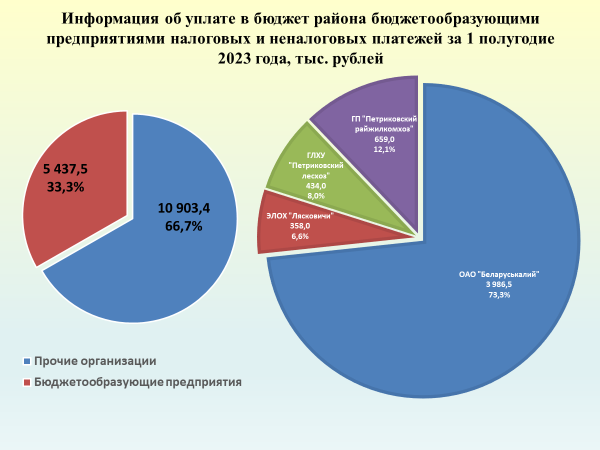 Информация об уплате в бюджет района бюджетообразующими
предприятиями налоговых и неналоговых платежей за 1 полугодие
2023 года, тыс. рублей
5 437,5
33,3%
10 903,4
66,7%
Прочие организации
Бюджетообразующие предприятия
ГП "Петриковский
райжилкомхоз"
659,0
12,1%
ГЛХУ
"Петриковский
лесхоз"
434,0
8,0%
ЭЛОХ "Лясковичи"
358,0
6,6%
ОАО "Беларуськалий"
3 986,5
73,3%